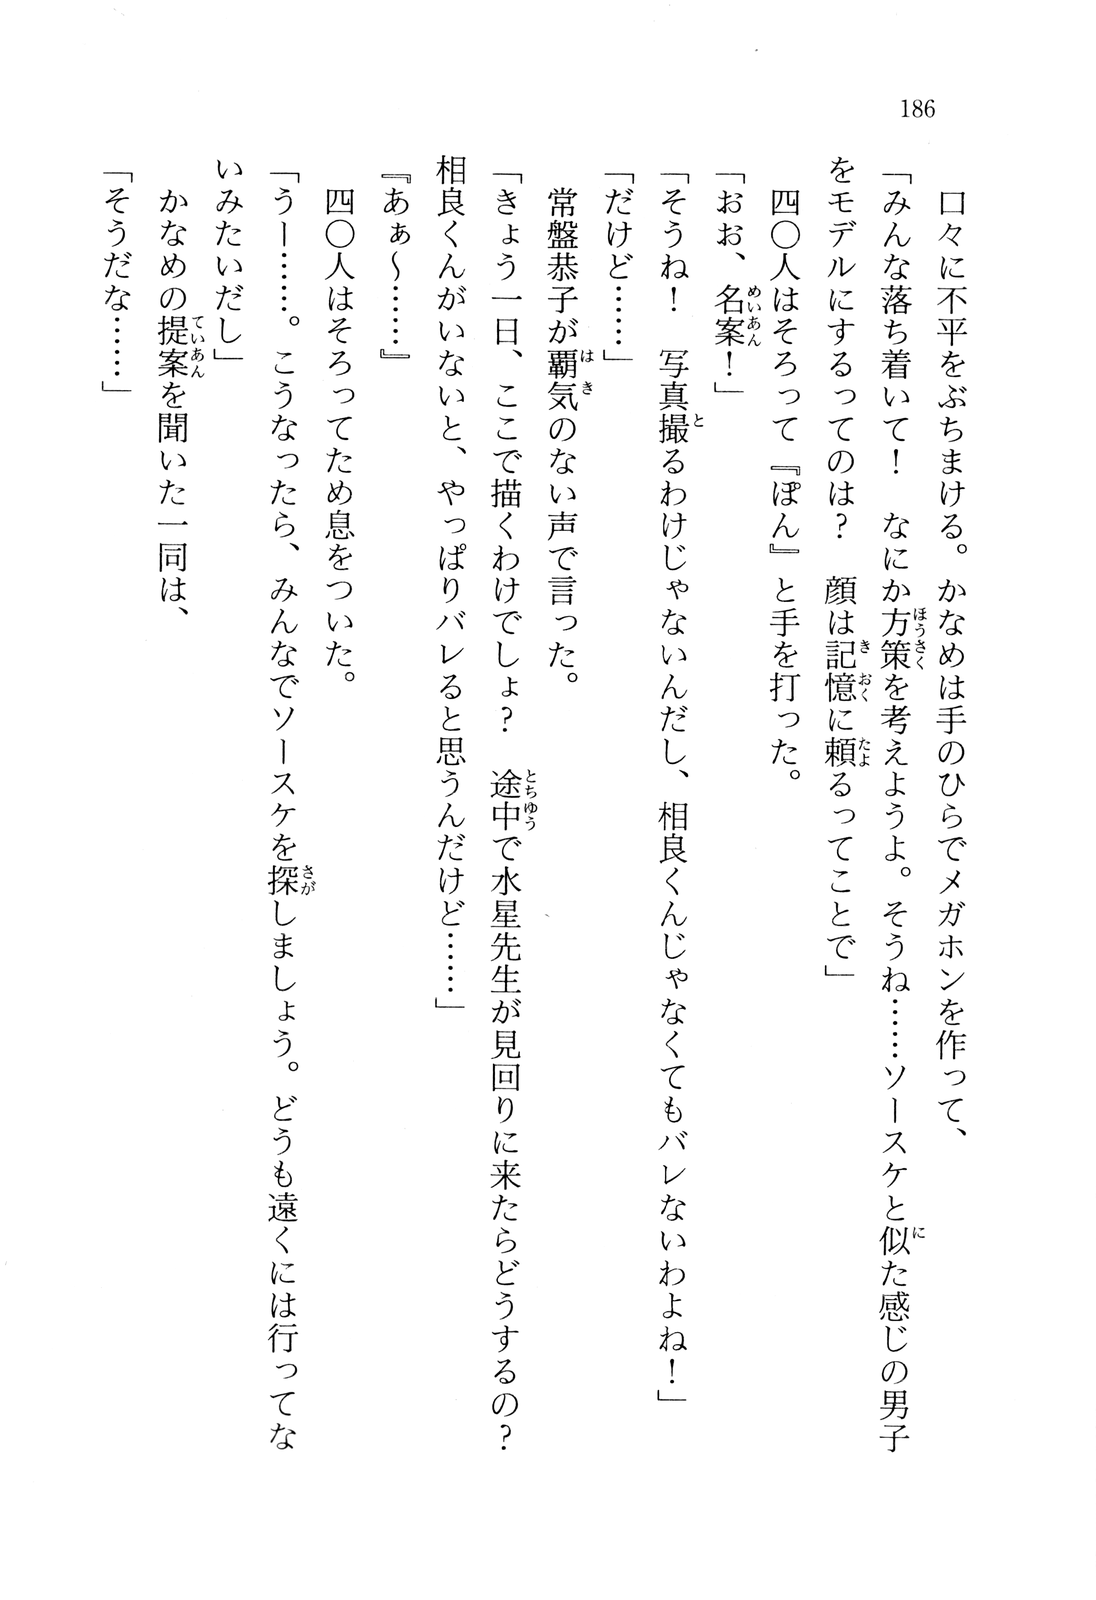 186
口々に不平をぶちまける。かなめは手のひらでメガホンを作って、
「みんな落ち着いて！　なにか方策を考えようよ。そうね……ソースケと似た感じの男子
をモデルにするってのは？　顔は記憶に頼るってことで」
四〇人はそろって『ぽん』と手を打った。
「おお、名案！」
「そうね！　写真撮るわけじゃないんだし、相良くんじゃなくてもバレないわよね！」
「だけど……」
常盤恭子が覇気のない声で言った。
「きょう一日、ここで描くわけでしょ？　途中で水星先生が見回りに来たらどうするの？
相良くんがいないと、やっぱりバレると思うんだけど……」
『あぁ〜……』
四〇人はそろってため息をついた。
「うー……。こうなったら、みんなでソースケを探しましょう。どうも遠くには行ってな
いみたいだし」
かなめの提案を聞いた一同は、
「そうだな……」